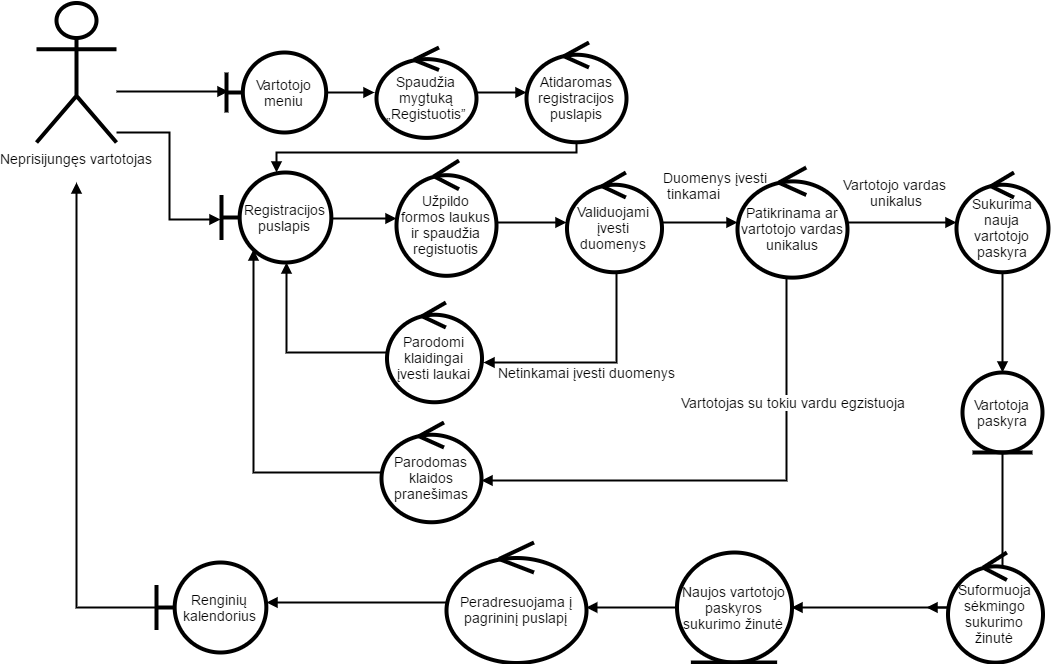 Neprisijungęs vartotojas
Vartotojo
meniu
Spaudžia
mygtuką
„Registuotis”
Atidaromas
registracijos
puslapis
Registracijos
puslapis
Užpildo
formos laukus
ir spaudžia
registuotis
Validuojami
įvesti
duomenys
Duomenys įvesti
tinkamai
Patikrinama ar
vartotojo vardas
unikalus
Vartotojo vardas
unikalus
Sukurima
nauja
vartotojo
paskyra
Parodomi
klaidingai
įvesti laukai
Netinkamai įvesti duomenys
Vartotojas su tokiu vardu egzistuoja
Vartotoja
paskyra
Parodomas
klaidos
pranešimas
Renginių
kalendorius
Peradresuojama į
pagrininį puslapį
Naujos vartotojo
paskyros
sukurimo žinutė
Suformuoja
sėkmingo
sukurimo
žinutė